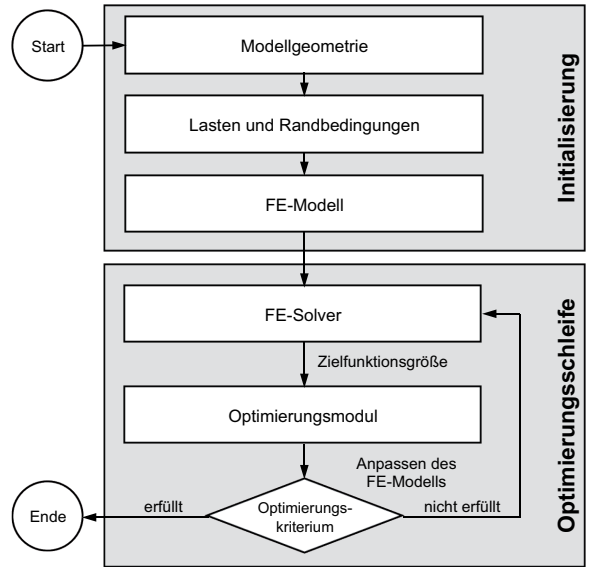 Start
Modellgeometrie
Lasten und Randbedingungen
FE-Modell
Initialisierung
FE-Solver
Zielfunktionsgröße
Optimierungsmodul
Anpassen des
FE-Modells
Optimierungs-
kriterium
erfüllt
nicht erfüllt
Ende
Optimierungsschleife